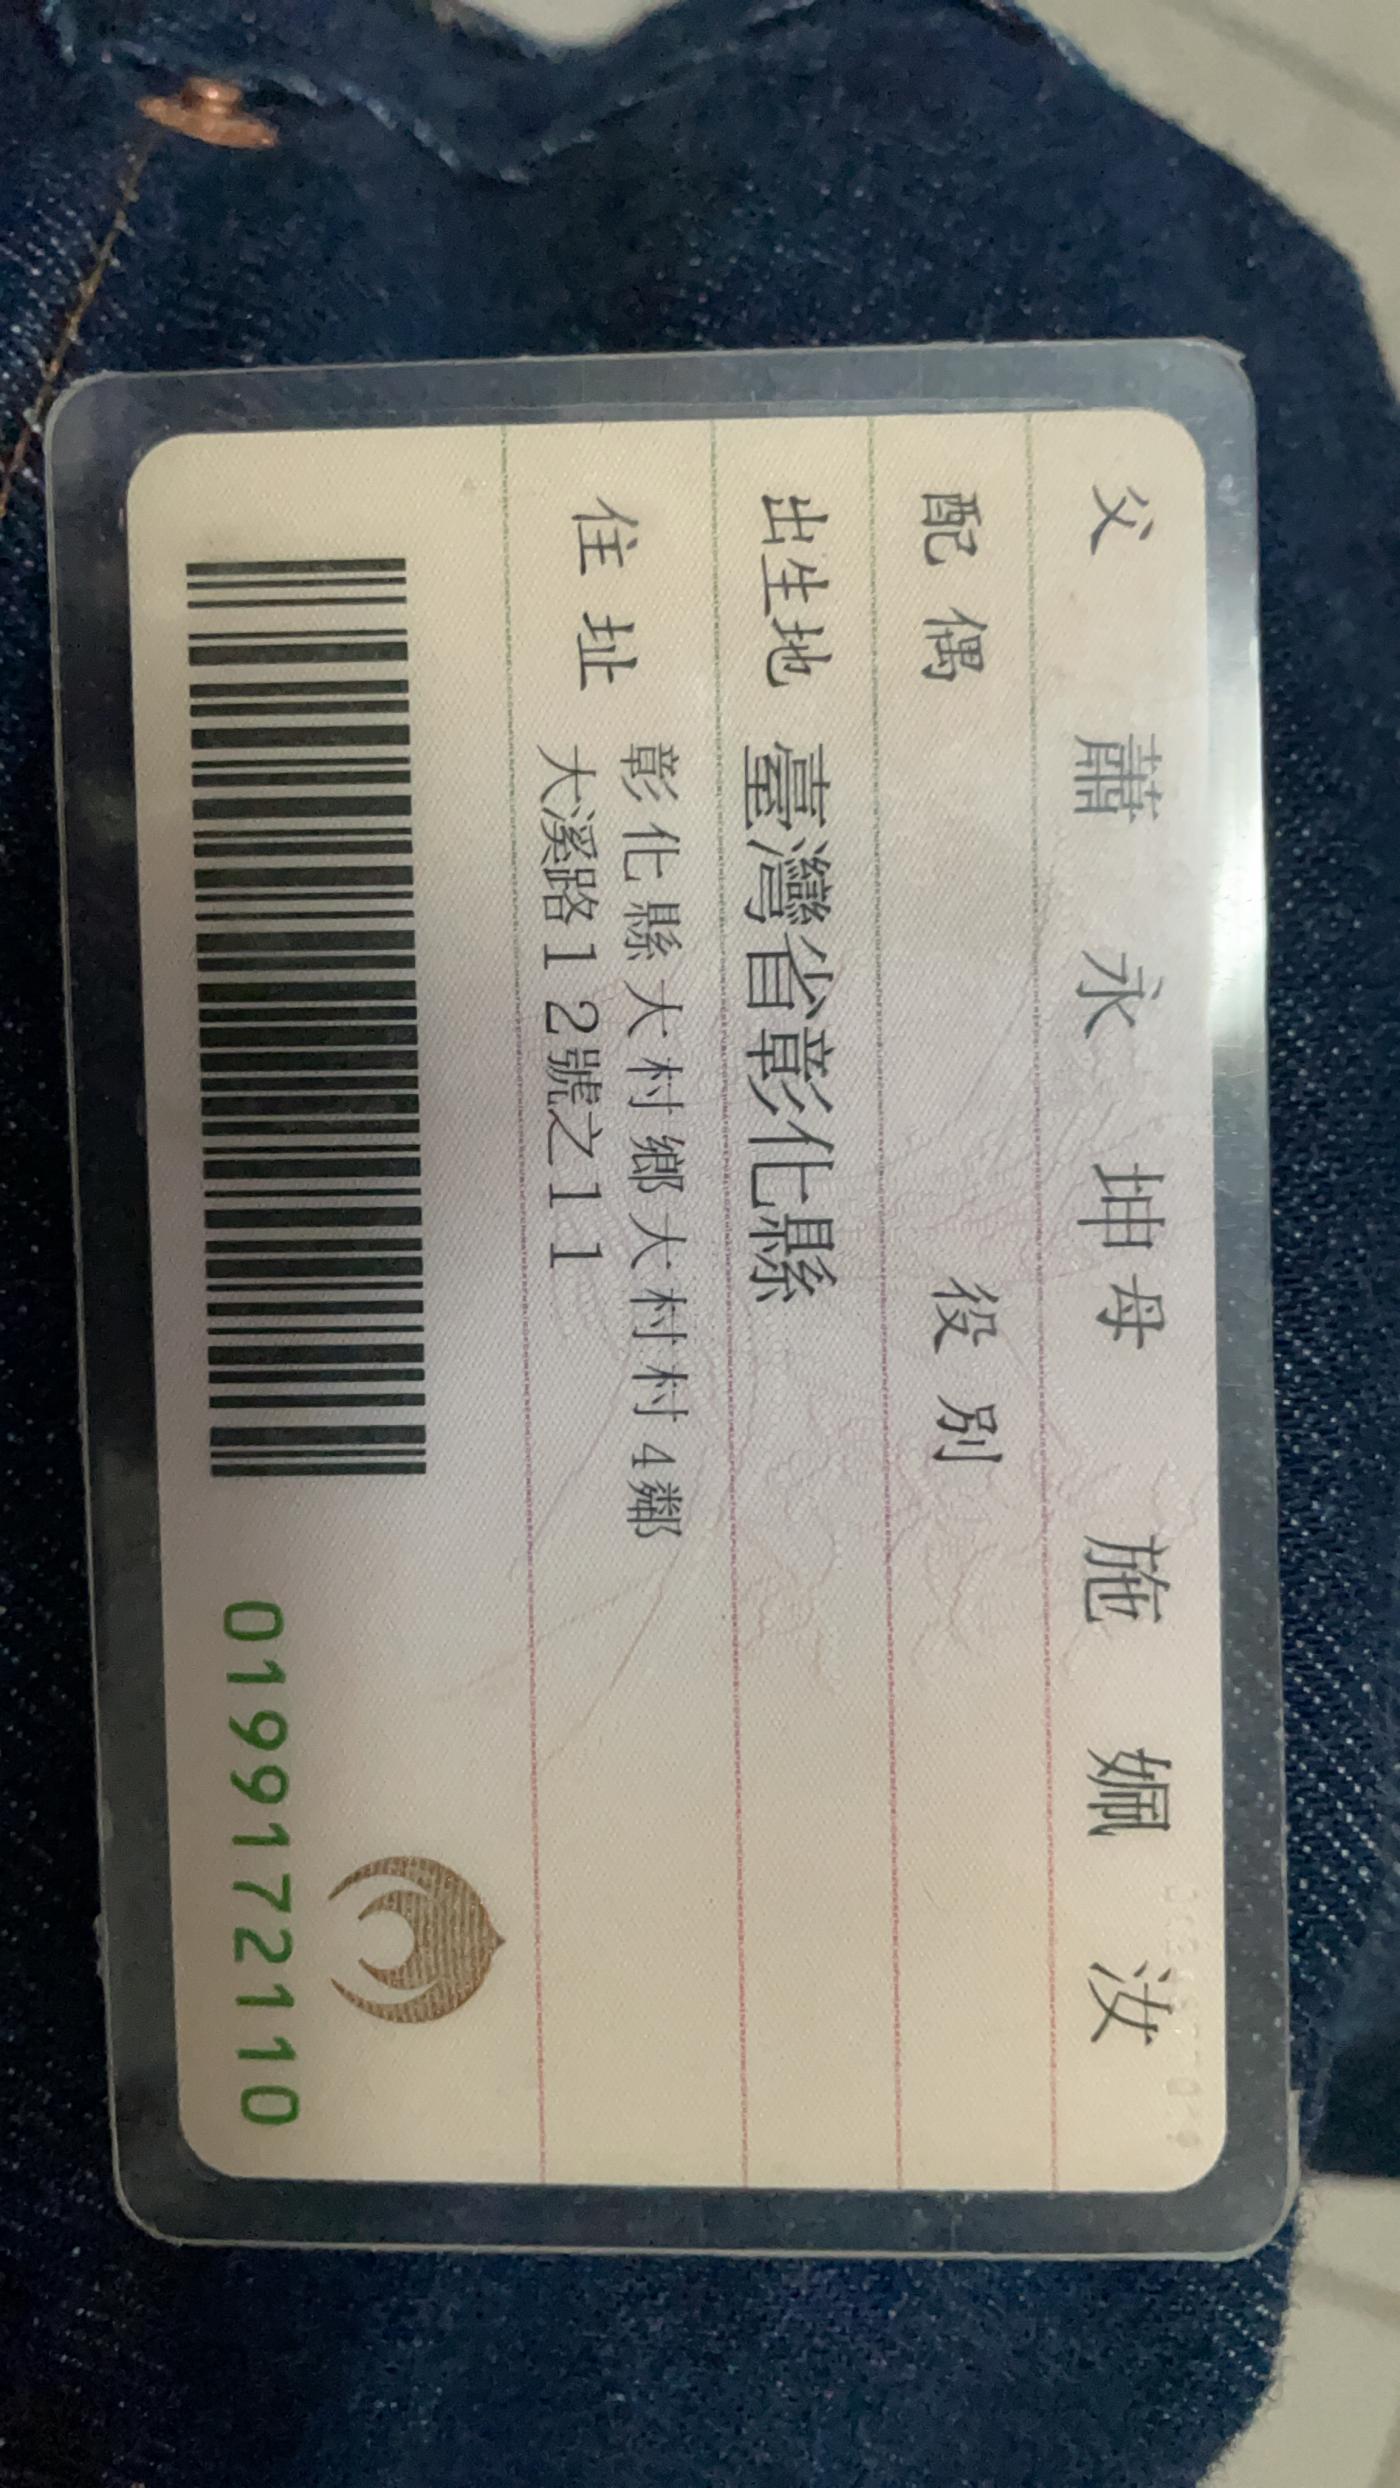 父 蕭永坤 母 施姵汝
配偶 役別
出生地 臺灣省彰化縣
住址 彰化縣大村鄉大村村4鄰
大溪路12號之11
0199172110